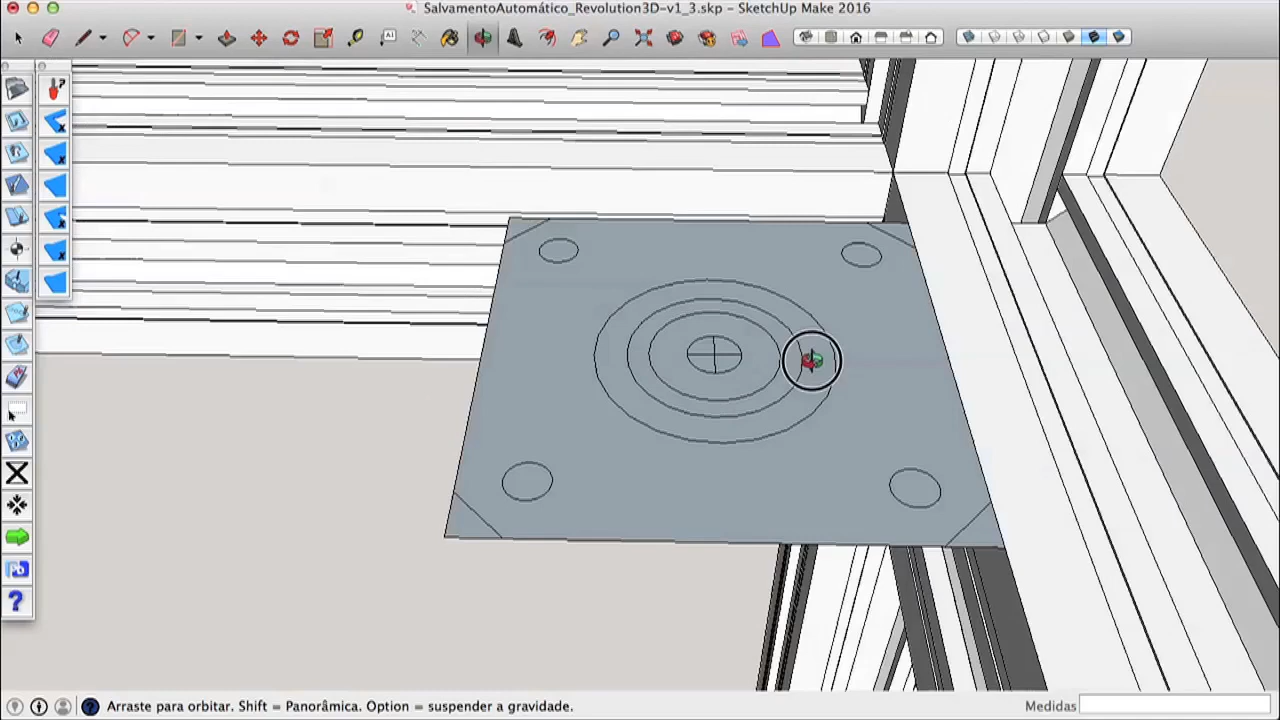 SalvamentoAutomático_Revolution3D-v1_3.skp - SketchUp Make 2016
Arraste para orbitar. Shift = Panorâmica. Option = suspender a gravidade.
Medidas